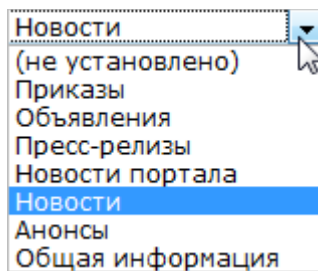 Новости
(не установлено)
Приказы
Объявления
Пресс-релизы
Новости портала
Новости
Анонсы
Общая информация